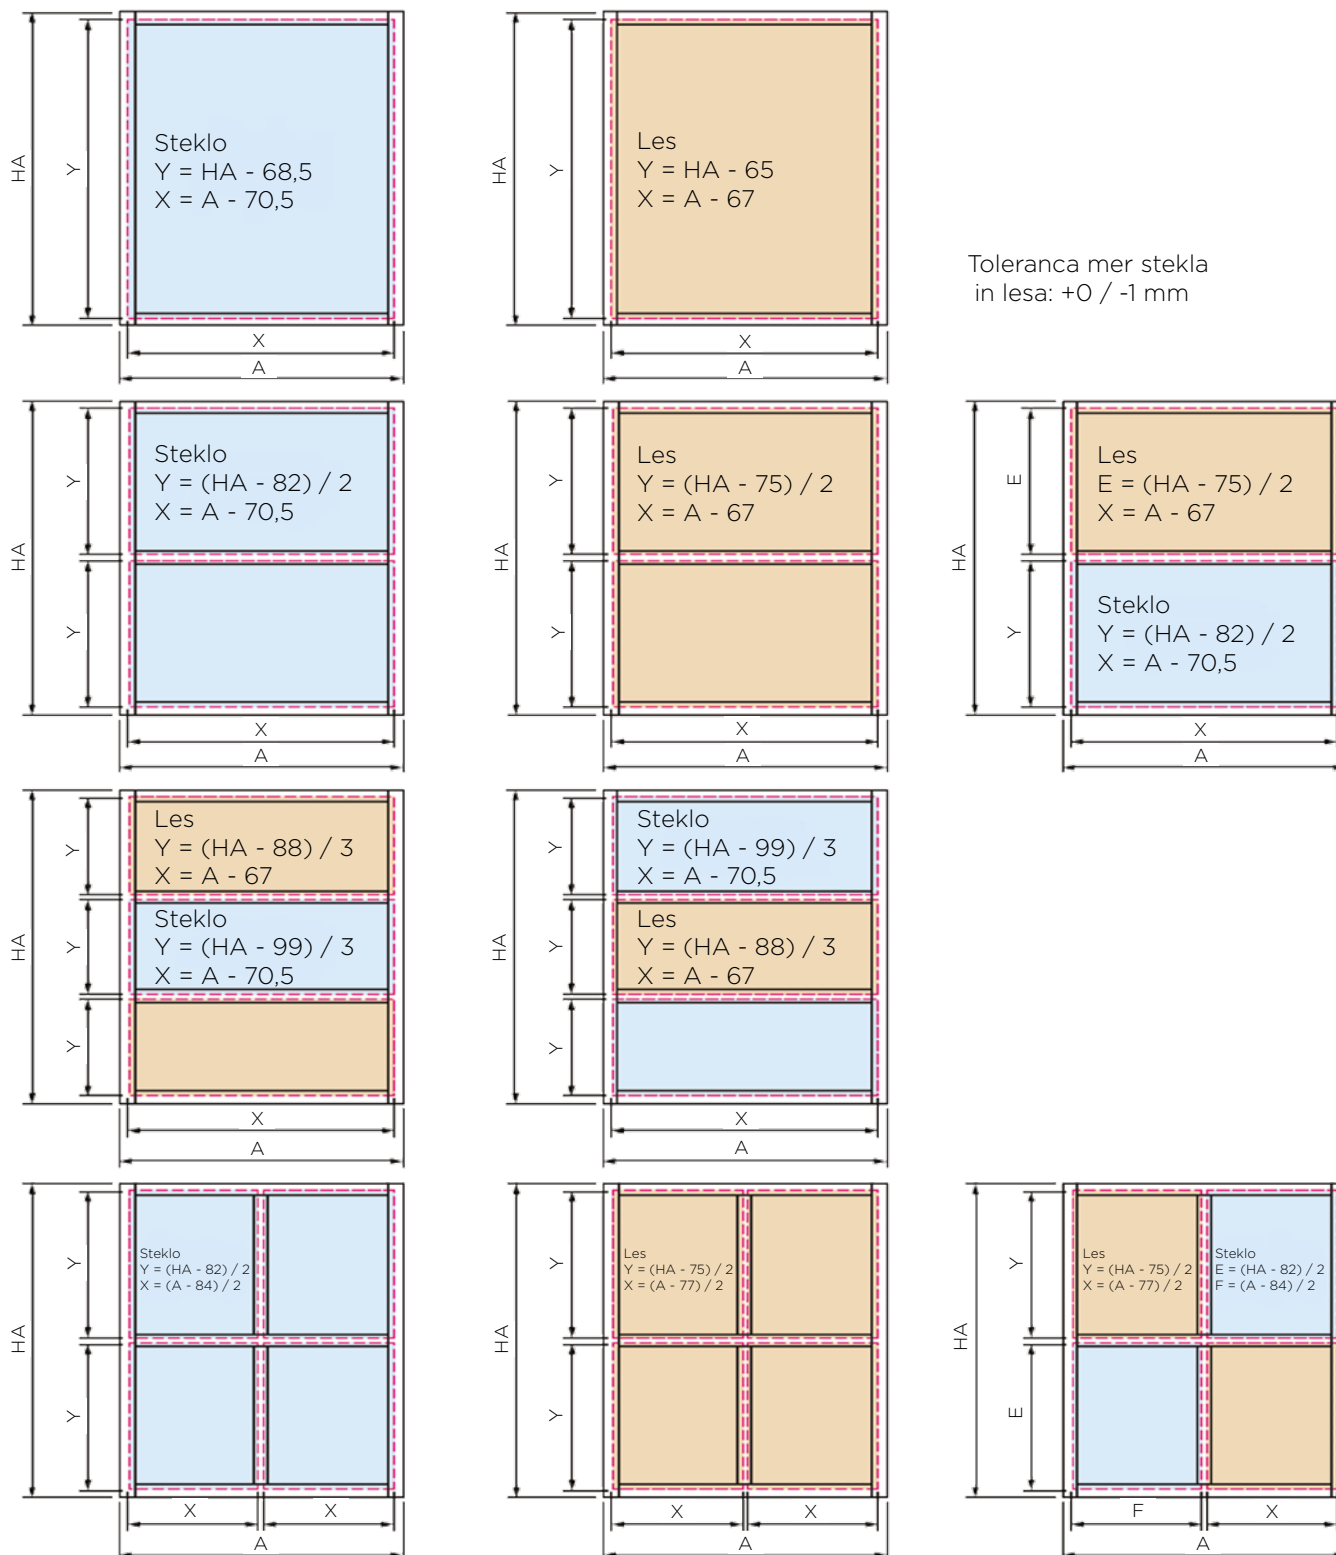 HA
Y
Steklo
Y = HA - 68,5
X = A - 70,5
X
A
HA
Y
Les
Y = HA - 65
X = A - 67
X
A
Toleranca mer stekla
in lesa: +0 / -1 mm
HA
Y
Y
Steklo
Y = (HA - 82) / 2
X = A - 70,5
X
A
HA
Y
Y
Les
Y = (HA - 75) / 2
X = A - 67
X
A
HA
E
Y
Les
E = (HA - 75) / 2
X = A - 67
Steklo
Y = (HA - 82) / 2
X = A - 70,5
X
A
HA
Y
Y
Y
Les
Y = (HA - 88) / 3
X = A - 67
Steklo
Y = (HA - 99) / 3
X = A - 70,5
X
A
HA
Y
Y
Y
Steklo
Y = (HA - 99) / 3
X = A - 70,5
Les
Y = (HA - 88) / 3
X = A - 67
X
A
HA
Y
Y
Steklo
Y = (HA - 82) / 2
X = (A - 84) / 2
X
X
A
HA
Y
Y
Les
Y = (HA - 75) / 2
X = (A - 77) / 2
X
X
A
HA
Y
E
Les
Y = (HA - 75) / 2
X = (A - 77) / 2
Steklo
E = (HA - 82) / 2
F = (A - 84) / 2
F
X
A